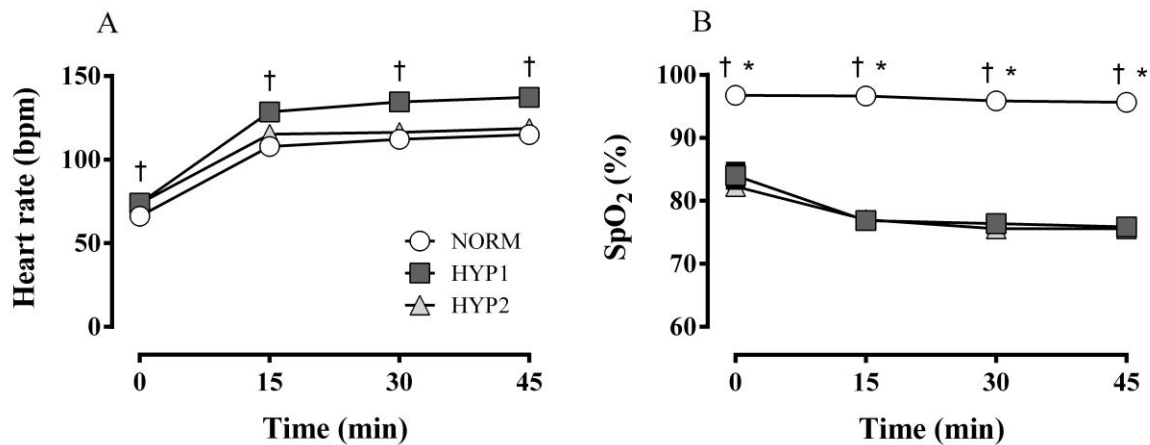 A
Heart rate (bpm)
150
100
50
0
†
†
†
†
NORM
HYP1
HYP2
0 15 30 45
Time (min)
B
SpO₂ (%)
100
90
80
70
60
† *
† *
† *
† *
0 15 30 45
Time (min)